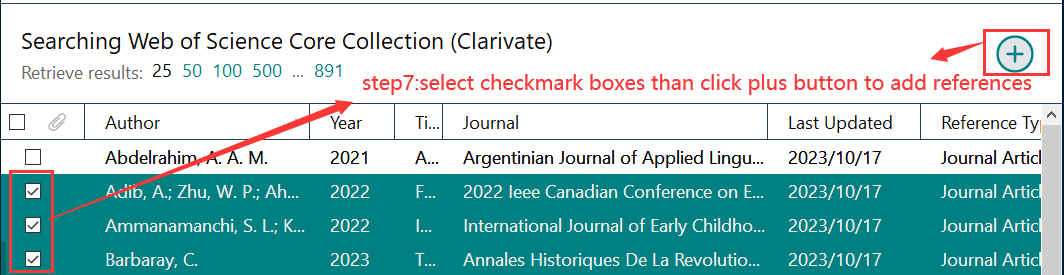 Searching Web of Science Core Collection (Clarivate)
Retrieve results: 25 50 100 500 ... 891
step7:select checkmark boxes than click plus button to add references
Author Year Ti... Journal Last Updated Reference Typ
Abdelrahim, A. A. M. 2021 A... Argentinian Journal of Applied Lingu... 2023/10/17 Journal Articl
Adib, A.; Zhu, W. P.; Ah... 2022 F... 2022 Ieee Canadian Conference on E... 2023/10/17 Journal Articl
Ammanamanchi, S. L.; K... 2022 I... International Journal of Early Childho... 2023/10/17 Journal Articl
Barbaray, C. 2023 T... Annales Historiques De La Revolutio... 2023/10/17 Journal Articl